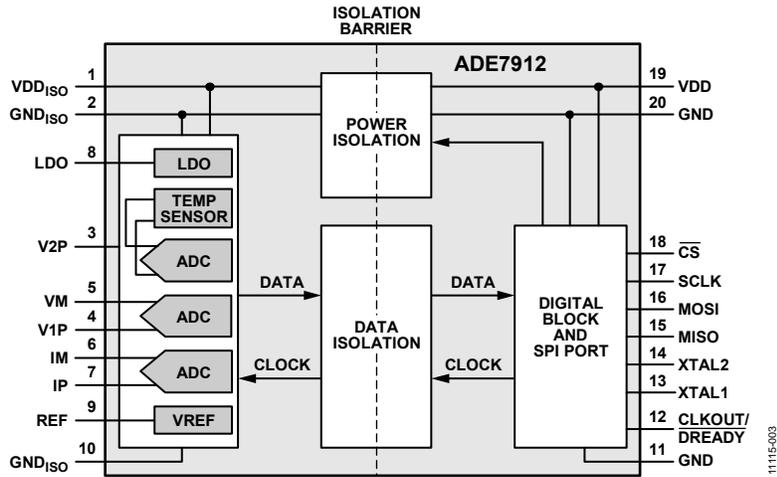 ISOLATION
BARRIER
ADE7912
1
VDDISO
2
GNDISO
8
LDO
3
V2P
5
VM
4
V1P
6
IM
7
IP
9
REF
10
GNDISO
LDO
TEMP
SENSOR
ADC
ADC
ADC
VREF
POWER
ISOLATION
DATA
CLOCK
DATA
ISOLATION
DATA
CLOCK
DIGITAL
BLOCK
AND
SPI PORT
19
VDD
20
GND
18
CS
17
SCLK
16
MOSI
15
MISO
14
XTAL2
13
XTAL1
12
CLKOUT/
DREADY
11
GND
11115-003